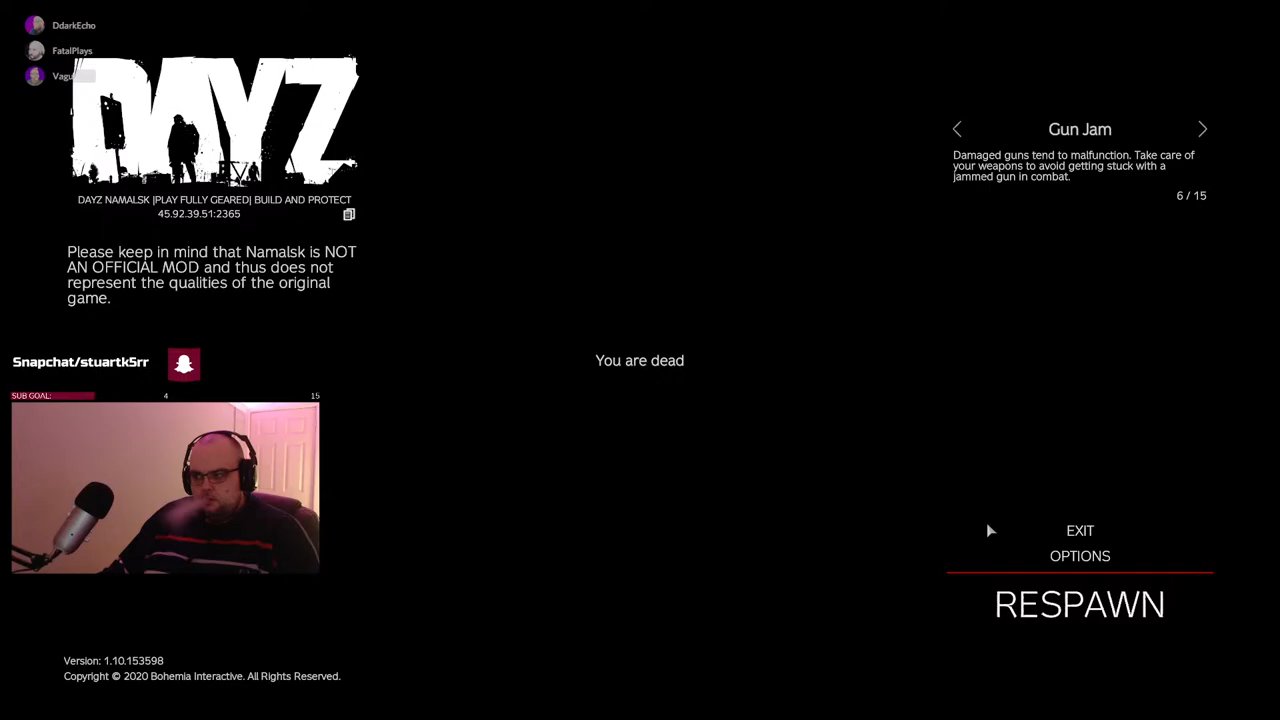 DdarkEcho
FatalPlays
Vagu
DAYZ
DAYZ NAMALSK |PLAY FULLY GEARED| BUILD AND PROTECT
45.92.39.51:2365
Please keep in mind that Namalsk is NOT
AN OFFICIAL MOD and thus does not
represent the qualities of the original
game.
Gun Jam
Damaged guns tend to malfunction. Take care of
your weapons to avoid getting stuck with a
jammed gun in combat.
6 / 15
Snapchat/stuartk5rr
SUB GOAL: 4 15
You are dead
EXIT
OPTIONS
RESPAWN
Version: 1.10.153598
Copyright © 2020 Bohemia Interactive. All Rights Reserved.